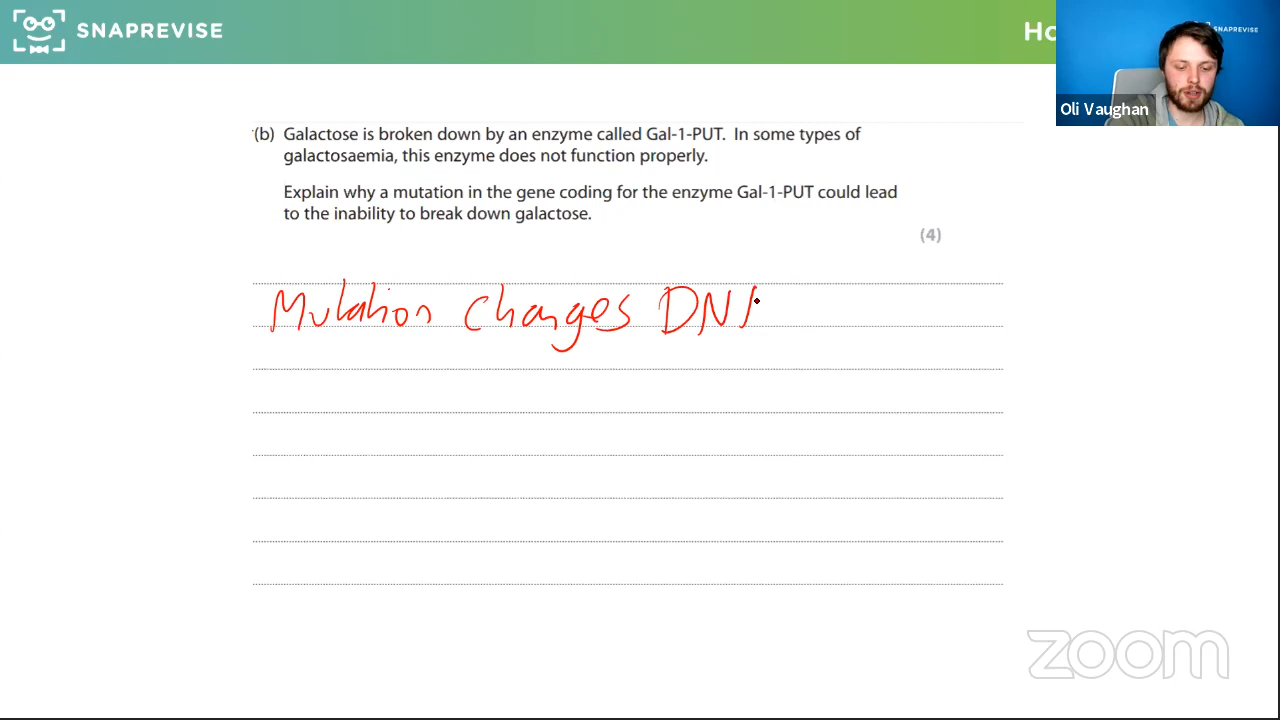 SNAPREVISE
Ho
SNAPREVISE
Oli Vaughan
(b) Galactose is broken down by an enzyme called Gal-1-PUT. In some types of
galactosaemia, this enzyme does not function properly.
Explain why a mutation in the gene coding for the enzyme Gal-1-PUT could lead
to the inability to break down galactose.
(4)
Mutation changes DN
zoom